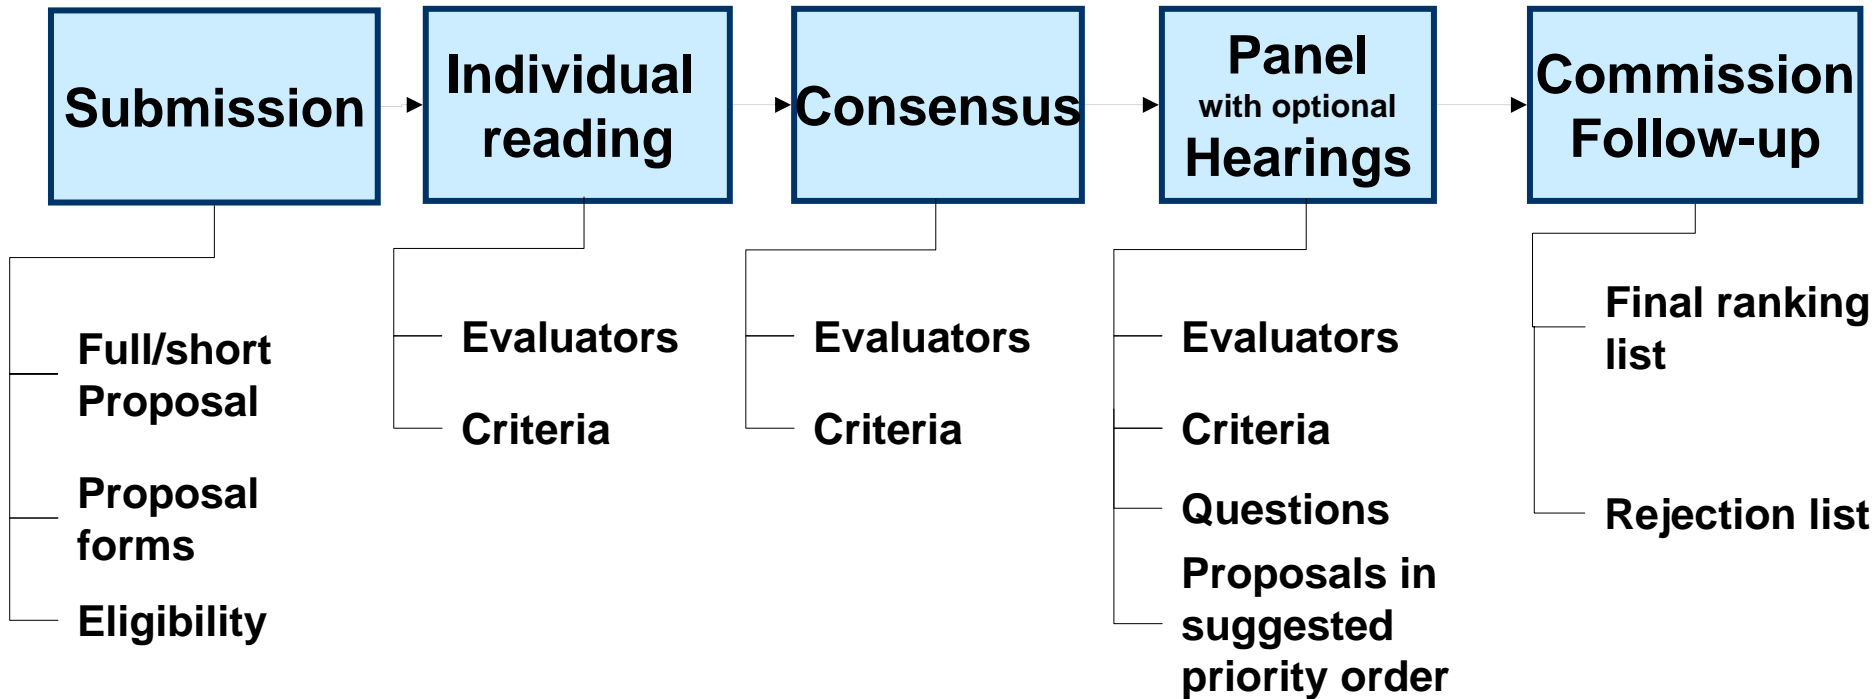 Submission
Individual
reading
Consensus
Panel
with optional
Hearings
Commission
Follow-up
Full/short
Proposal
Proposal
forms
Eligibility
Evaluators
Criteria
Evaluators
Criteria
Evaluators
Criteria
Questions
Proposals in
suggested
priority order
Final ranking
list
Rejection list